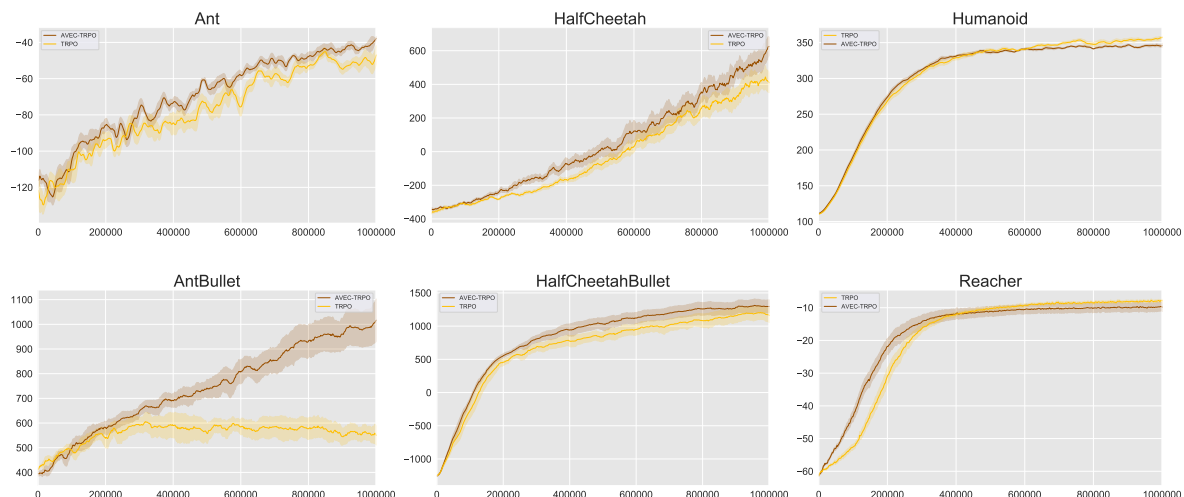 Ant
AVEC-TRPO
TRPO
−40
−60
−80
−100
−120
0 200000 400000 600000 800000 1000000
HalfCheetah
AVEC-TRPO
TRPO
600
400
200
0
−200
−400
0 200000 400000 600000 800000 1000000
Humanoid
TRPO
AVEC-TRPO
350
300
250
200
150
100
0 200000 400000 600000 800000 1000000
AntBullet
AVEC-TRPO
TRPO
1100
1000
900
800
700
600
500
400
0 200000 400000 600000 800000 1000000
HalfCheetahBullet
AVEC-TRPO
TRPO
1500
1000
500
0
−500
−1000
0 200000 400000 600000 800000 1000000
Reacher
TRPO
AVEC-TRPO
−10
−20
−30
−40
−50
−60
0 200000 400000 600000 800000 1000000